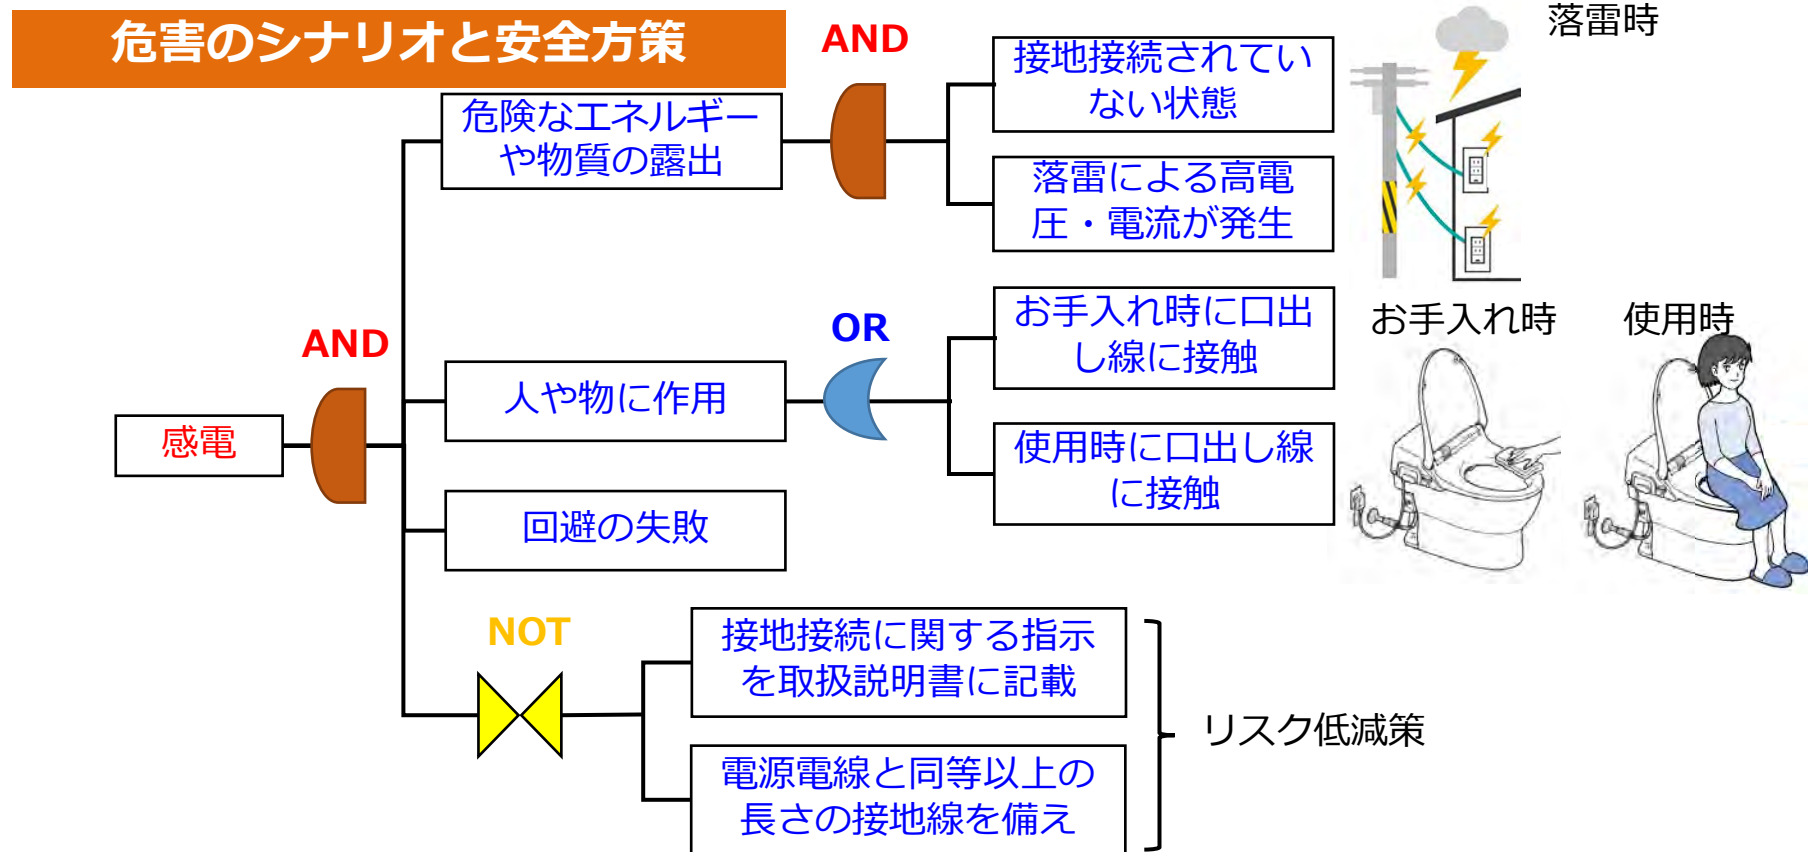 危害のシナリオと安全方策
AND
接地接続されてい
ない状態
落雷時
危険なエネルギー
や物質の露出
落雷による高電
圧・電流が発生
AND
OR
お手入れ時に口出
し線に接触
お手入れ時
使用時
人や物に作用
感電
使用時に口出し線
に接触
回避の失敗
NOT
接地接続に関する指示
を取扱説明書に記載
リスク低減策
電源電線と同等以上の
長さの接地線を備え